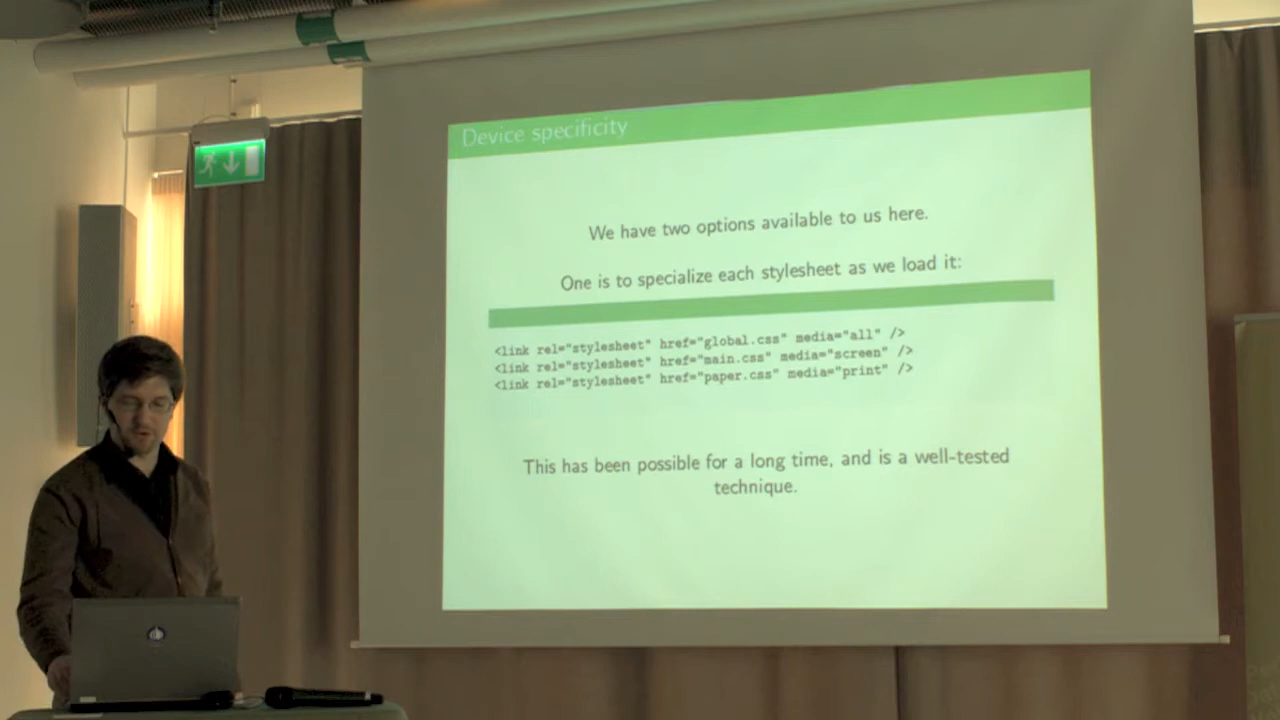 Device specificity
We have two options available to us here.
One is to specialize each stylesheet as we load it:
<link rel="stylesheet" href="global.css" media="all" />
<link rel="stylesheet" href="main.css" media="screen" />
<link rel="stylesheet" href="paper.css" media="print" />
This has been possible for a long time, and is a well-tested
technique.